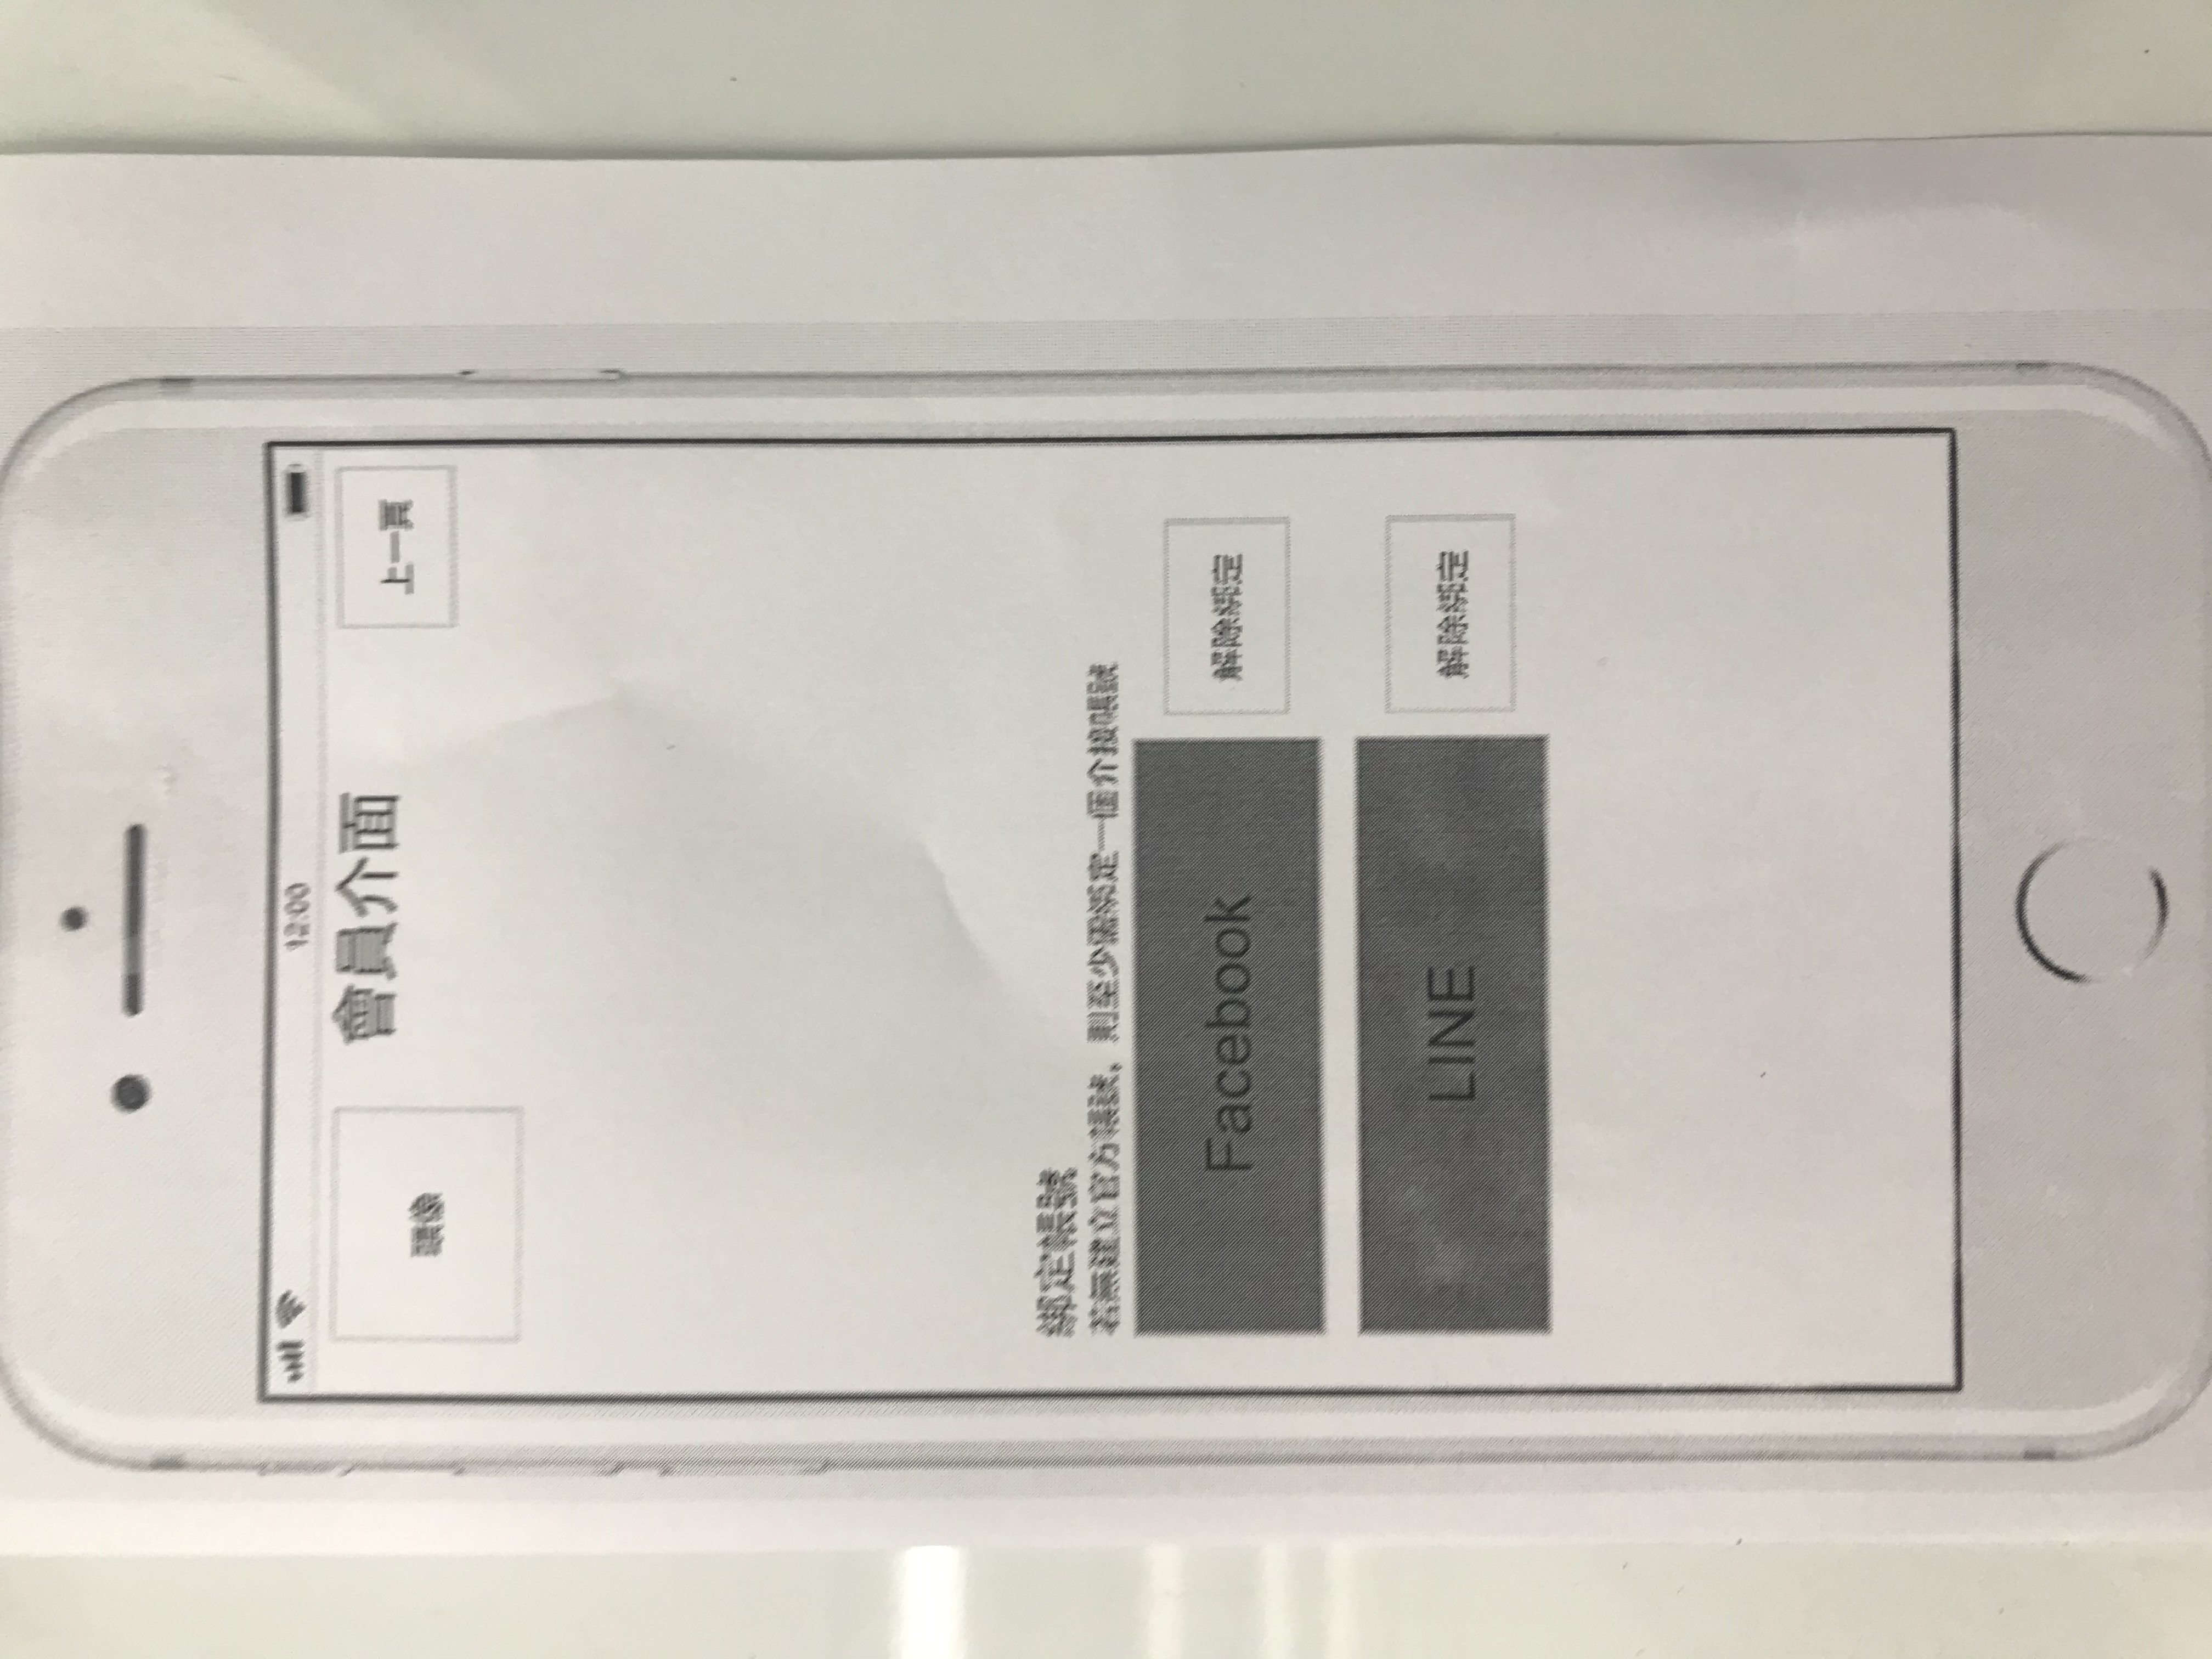 12:00
會員介面
頭像
上一頁
綁定帳號
若無建立官方帳號，則至少需綁定一個介接帳號
Facebook
解除綁定
LINE
解除綁定